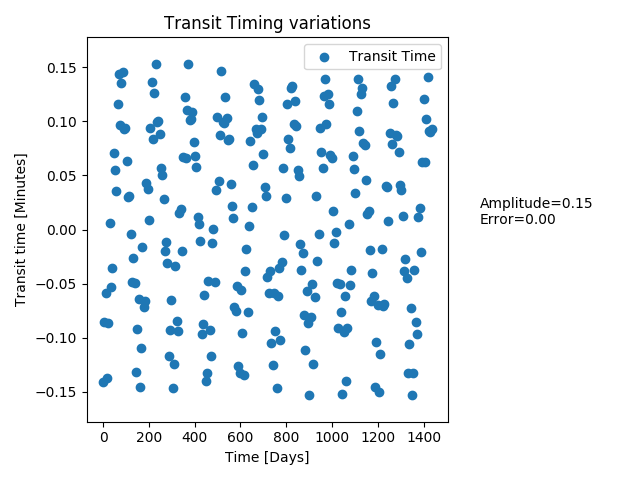 Transit Timing variations
Transit Time
0.15
0.10
0.05
0.00
−0.05
−0.10
−0.15
Transit time [Minutes]
0
200
400
600
800
1000
1200
1400
Time [Days]
Amplitude=0.15
Error=0.00